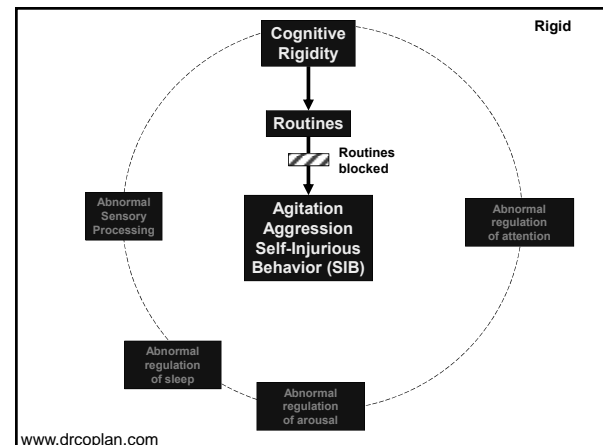 Rigid
Cognitive
Rigidity
Routines
Routines
blocked
Agitation
Aggression
Self-Injurious
Behavior (SIB)
Abnormal
Sensory
Processing
Abnormal
regulation
of attention
Abnormal
regulation
of sleep
Abnormal
regulation
of arousal
www.drcoplan.com